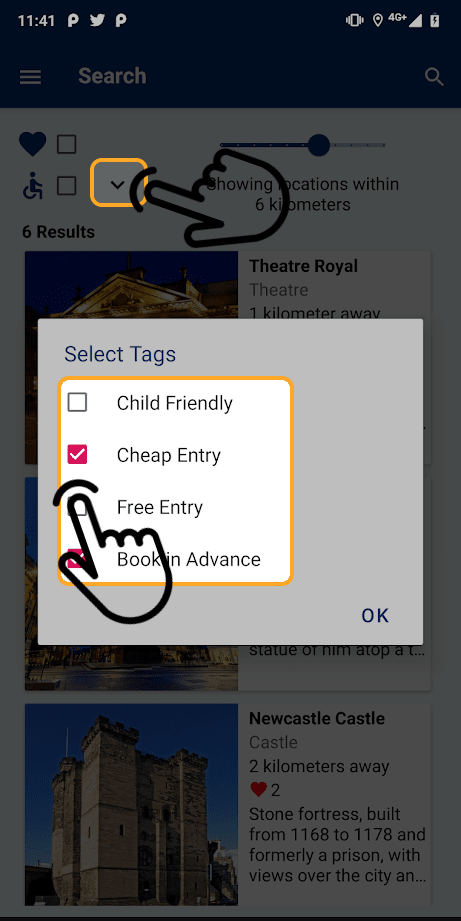 11:41
4G+
Search
Showing locations within
6 kilometers
6 Results
Theatre Royal
Theatre
1 kilometer away
Select Tags
Child Friendly
Cheap Entry
Free Entry
Book in Advance
OK
statue of him atop a t...
Newcastle Castle
Castle
2 kilometers away
2
Stone fortress, built
from 1168 to 1178 and
formerly a prison, with
views over the city an...